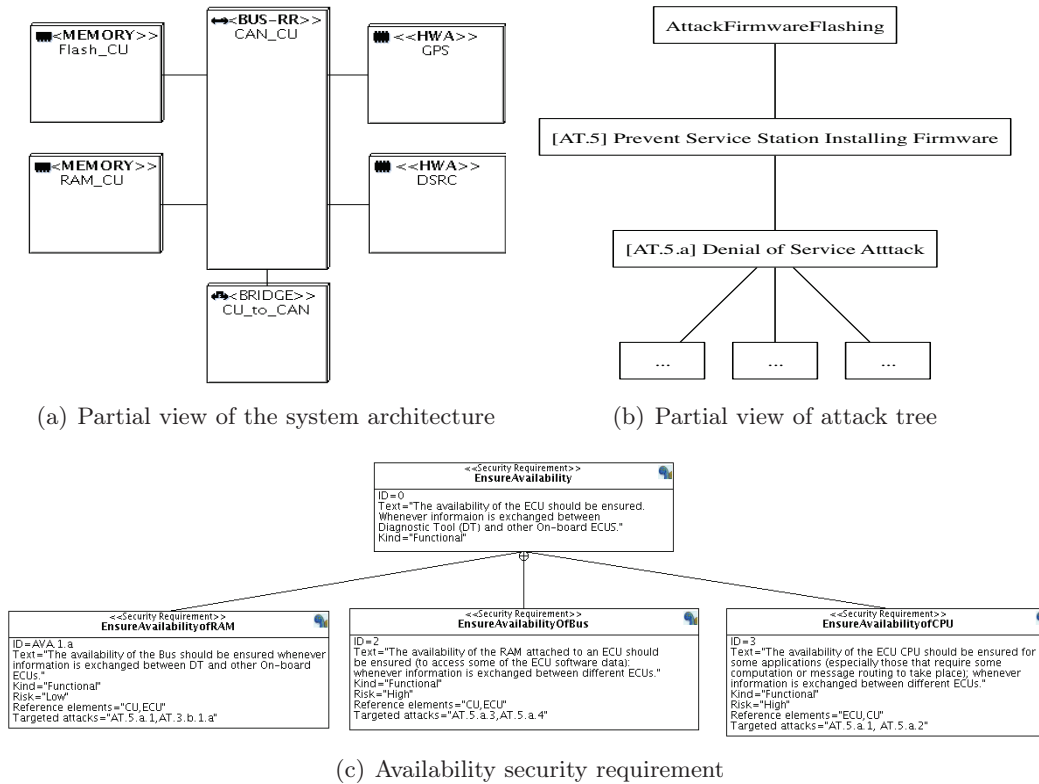 <BUS-RR>>
CAN_CU
<MEMORY>>
Flash_CU
<<HWA>>
GPS
<MEMORY>>
RAM_CU
<<HWA>>
DSRC
<BRIDGE>>
CU_to_CAN
(a) Partial view of the system architecture
AttackFirmwareFlashing
[AT.5] Prevent Service Station Installing Firmware
[AT.5.a] Denial of Service Atttack
...
...
...
(b) Partial view of attack tree
<<Security Requirement>>
EnsureAvailability
ID=0
Text="The availability of the ECU should be ensured.
Whenever informaion is exchanged between
Diagnostic Tool (DT) and other On-board ECUS."
Kind="Functional"
<<Security Requirement>>
EnsureAvailabilityofRAM
ID=AVA.1.a
Text="The availability of the Bus should be ensured whenever
information is exchanged between DT and other On-board
ECUs."
Kind="Functional"
Risk="Low"
Reference elements="CU,ECU"
Targeted attacks="AT.5.a.1,AT.3.b.1.a"
<<Security Requirement>>
EnsureAvailabilityOfBus
ID=2
Text="The availability of the RAM attached to an ECU should
be ensured (to access some of the ECU software data):
whenever information is exchanged between different ECUs."
Kind="Functional"
Risk="High"
Reference elements="CU,ECU"
Targeted attacks="AT.5.a.3,AT.5.a.4"
<<Security Requirement>>
EnsureAvailabilityofCPU
ID=3
Text="The availability of the ECU CPU should be ensured for
some applications (especially those that require some
computation or message routing to take place); whenever
information is exchanged between different ECUs."
Kind="Functional"
Risk="High"
Reference elements="ECU,CU"
Targeted attacks="AT.5.a.1, AT.5.a.2"
(c) Availability security requirement